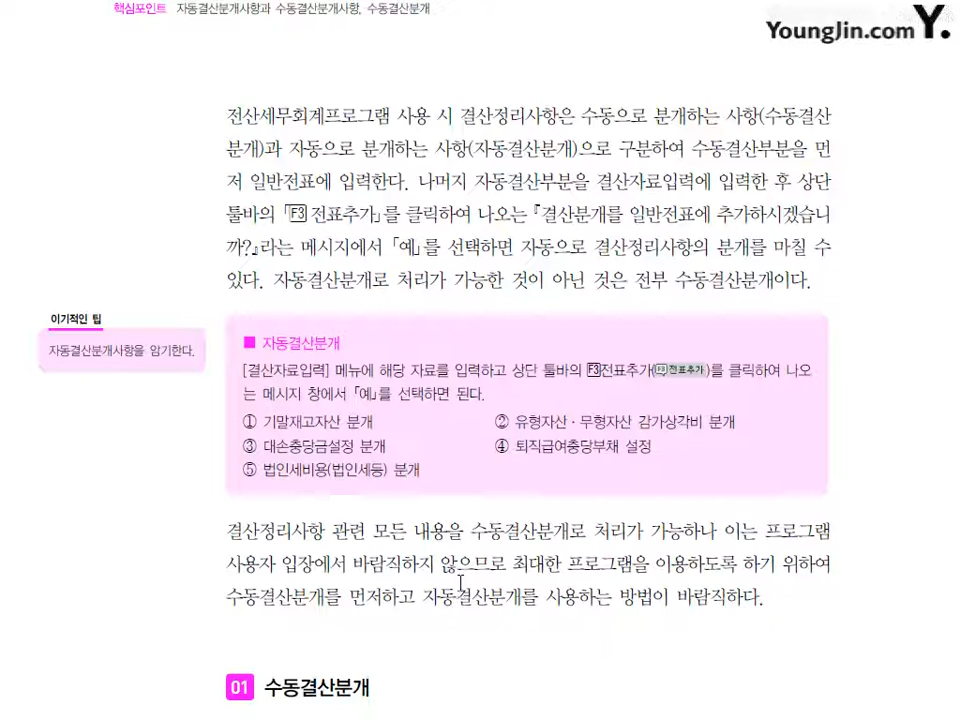 핵심포인트 자동결산분개사항과 수동결산분개사항, 수동결산분개
YoungJin.com Y.
전산세무회계프로그램 사용 시 결산정리사항은 수동으로 분개하는 사항(수동결산
분개)과 자동으로 분개하는 사항(자동결산분개)으로 구분하여 수동결산부분을 먼
저 일반전표에 입력한다. 나머지 자동결산부분을 결산자료입력에 입력한 후 상단
툴바의 「F3 전표추가」를 클릭하여 나오는 『결산분개를 일반전표에 추가하시겠습니
까?』라는 메시지에서 「예」를 선택하면 자동으로 결산정리사항의 분개를 마칠 수
있다. 자동결산분개로 처리가 가능한 것이 아닌 것은 전부 수동결산분개이다.
이기적인 팁
자동결산분개사항을 암기한다.
■ 자동결산분개
[결산자료입력] 메뉴에 해당 자료를 입력하고 상단 툴바의 F3전표추가(F3전표추가)를 클릭하여 나오
는 메시지 창에서 「예」를 선택하면 된다.
① 기말재고자산 분개 ② 유형자산·무형자산 감가상각비 분개
③ 대손충당금설정 분개 ④ 퇴직급여충당부채 설정
⑤ 법인세비용(법인세등) 분개
결산정리사항 관련 모든 내용을 수동결산분개로 처리가 가능하나 이는 프로그램
사용자 입장에서 바람직하지 않으므로 최대한 프로그램을 이용하도록 하기 위하여
수동결산분개를 먼저하고 자동결산분개를 사용하는 방법이 바람직하다.
01 수동결산분개